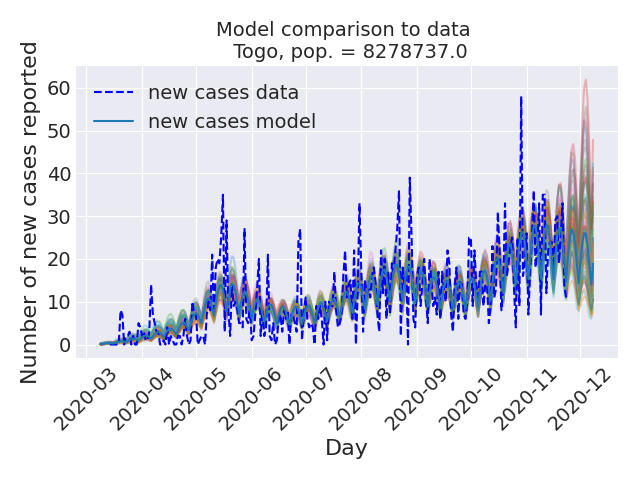 Model comparison to data
Togo, pop. = 8278737.0
Number of new cases reported
60
50
40
30
20
10
0
new cases data
new cases model
2020-03
2020-04
2020-05
2020-06
2020-07
2020-08
2020-09
2020-10
2020-11
2020-12
Day